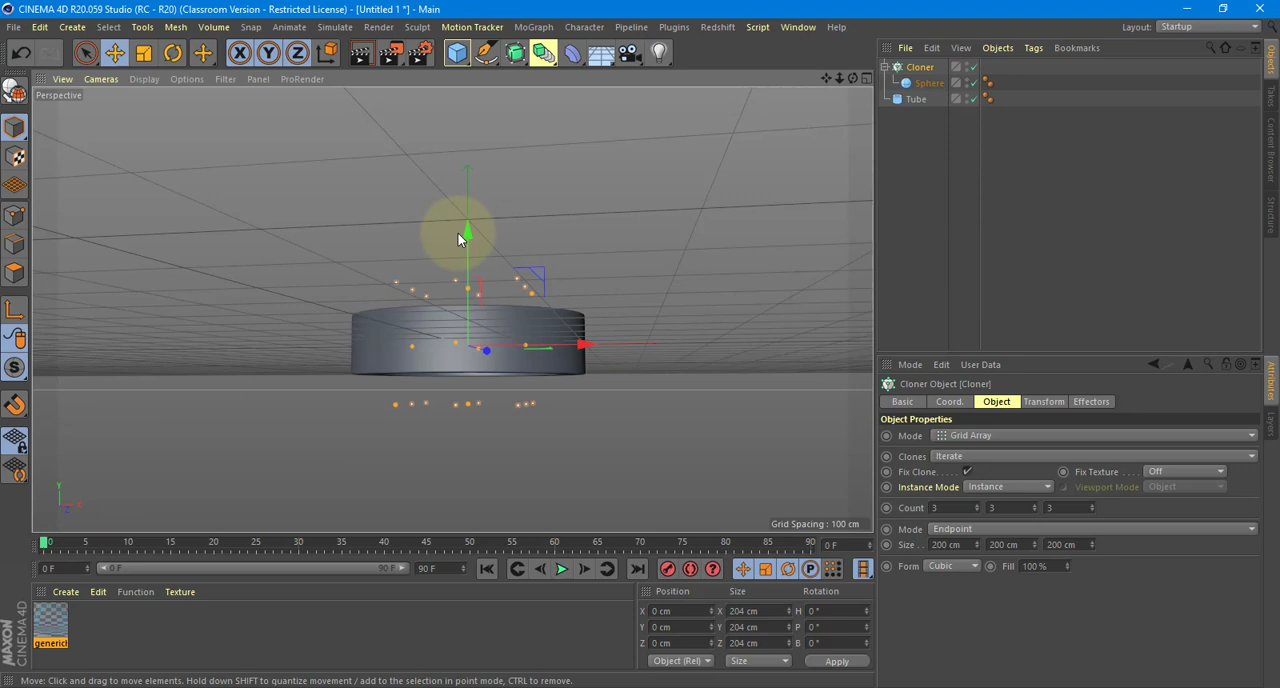 CINEMA 4D R20.059 Studio (RC - R20) (Classroom Version - Restricted License) - [Untitled 1 *] - Main
File Edit Create Select Tools Mesh Volumes Snap Animate Simulate Render Sculpt Motion Tracker MoGraph Character Pipeline Plugins Redshift Script Window Help
Layout: Startup
X Y Z
View Cameras Display Options Filter Panel ProRender
Perspective
Grid Spacing : 100 cm
File Edit View Objects Tags Bookmarks
Cloner
Sphere
Tube
Objects
Takes
Content Browser
Structure
Mode Edit User Data
Cloner Object [Cloner]
Basic Coord. Object Transform Effectors
Object Properties
Mode Grid Array
Clones Iterate
Fix Clone. Fix Texture Off
Instance Mode Instance Viewport Mode Object
Count 3 3 3
Mode Endpoint
Size 200 cm 200 cm 200 cm
Form Cubic Fill 100 %
Attributes
Layers
0 5 10 15 20 25 30 35 40 45 50 55 60 65 70 75 80 85 90 0 F
0 F 0 F 90 F 90 F
Create Edit Function Texture
Position Size Rotation
X 0 cm X 204 cm H 0 °
Y 0 cm Y 204 cm P 0 °
Z 0 cm Z 204 cm B 0 °
Object (Rel) Size Apply
MAXON CINEMA 4D
Move: Click and drag to move elements. Hold down SHIFT to quantize movement / add to the selection in point mode, CTRL to remove.